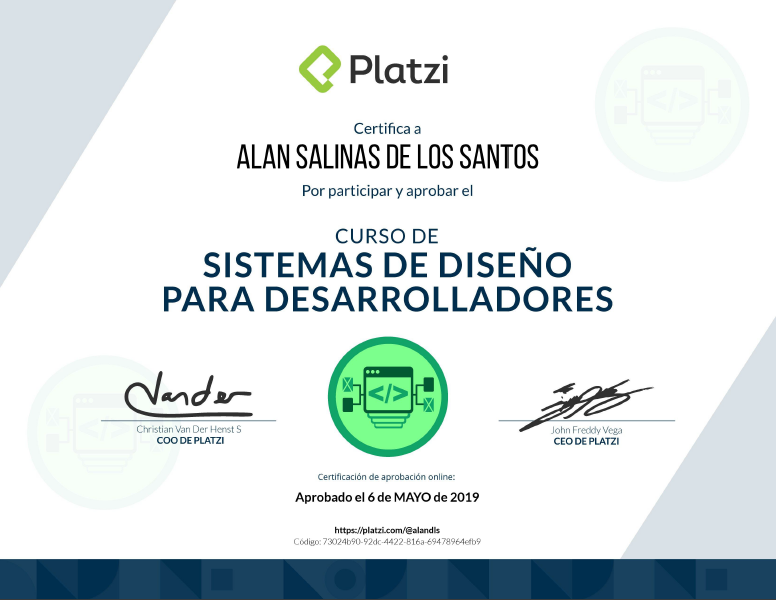 Platzi
Certifica a
ALAN SALINAS DE LOS SANTOS
Por participar y aprobar el
CURSO DE
SISTEMAS DE DISEÑO
PARA DESARROLLADORES
</>
Vander
Christian Van Der Henst S
COO DE PLATZI
John Freddy Vega
CEO DE PLATZI
Certificación de aprobación online:
Aprobado el 6 de MAYO de 2019
https://platzi.com/@alandls
Código: 73024b90-92dc-4422-816a-69478964efb9